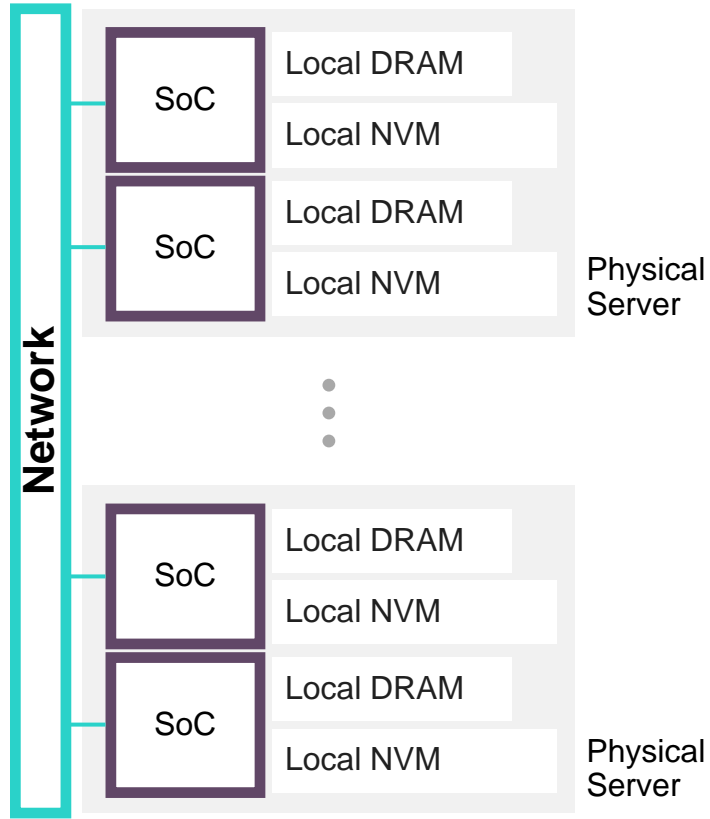 Network
SoC
Local DRAM
Local NVM
SoC
Local DRAM
Local NVM
Physical
Server
SoC
Local DRAM
Local NVM
SoC
Local DRAM
Local NVM
Physical
Server